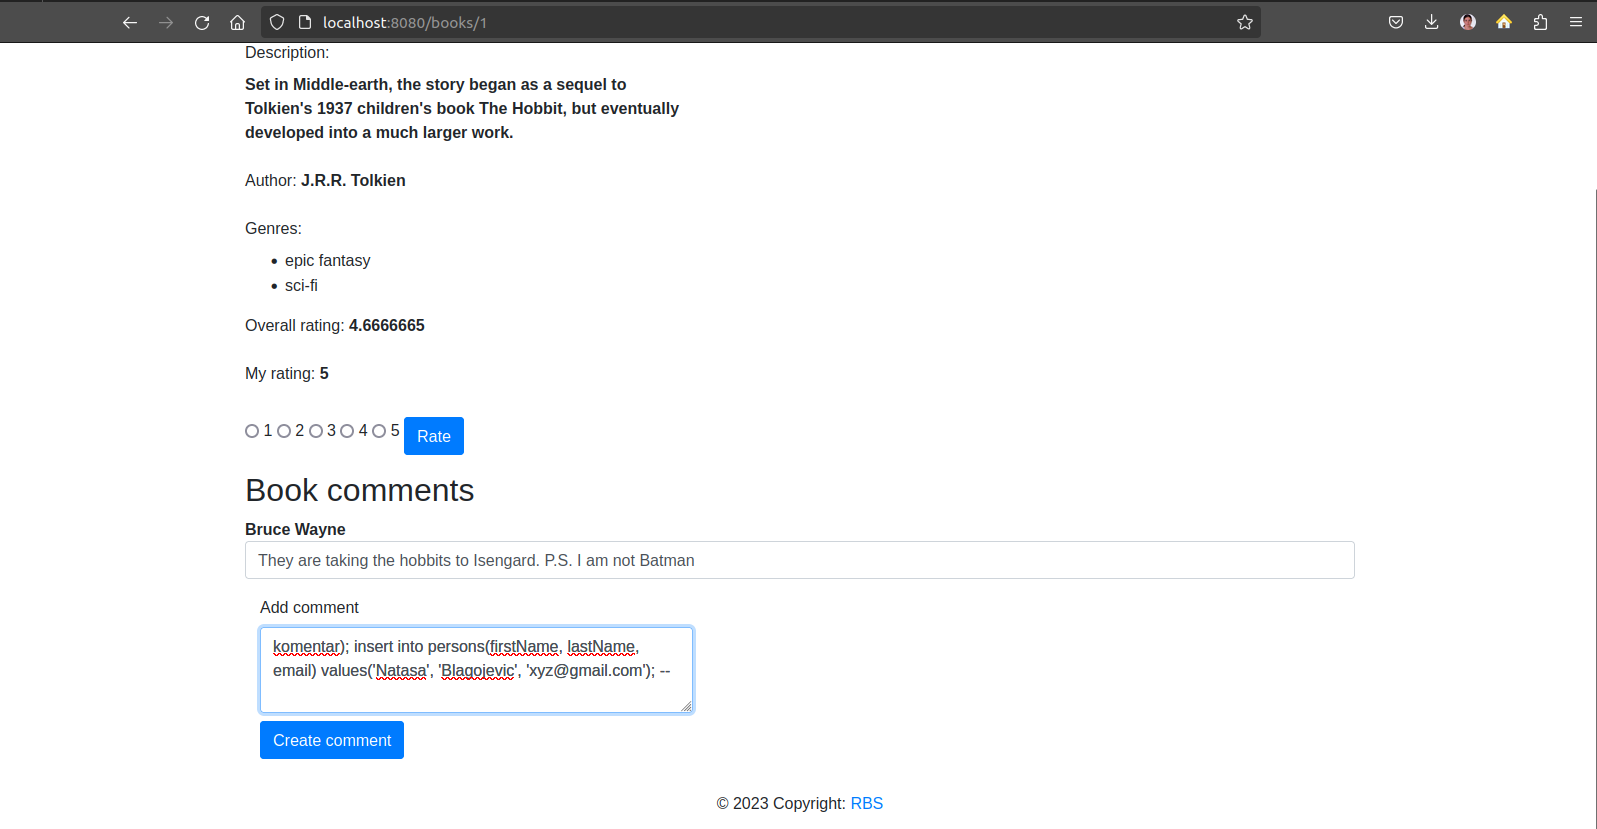 localhost:8080/books/1
Description:
Set in Middle-earth, the story began as a sequel to
Tolkien's 1937 children's book The Hobbit, but eventually
developed into a much larger work.
Author: J.R.R. Tolkien
Genres:
epic fantasy
sci-fi
Overall rating: 4.6666665
My rating: 5
1 2 3 4 5 Rate
Book comments
Bruce Wayne
They are taking the hobbits to Isengard. P.S. I am not Batman
Add comment
komentar); insert into persons(firstName, lastName,
email) values('Natasa', 'Blagojevic', 'xyz@gmail.com'); --
Create comment
© 2023 Copyright: RBS